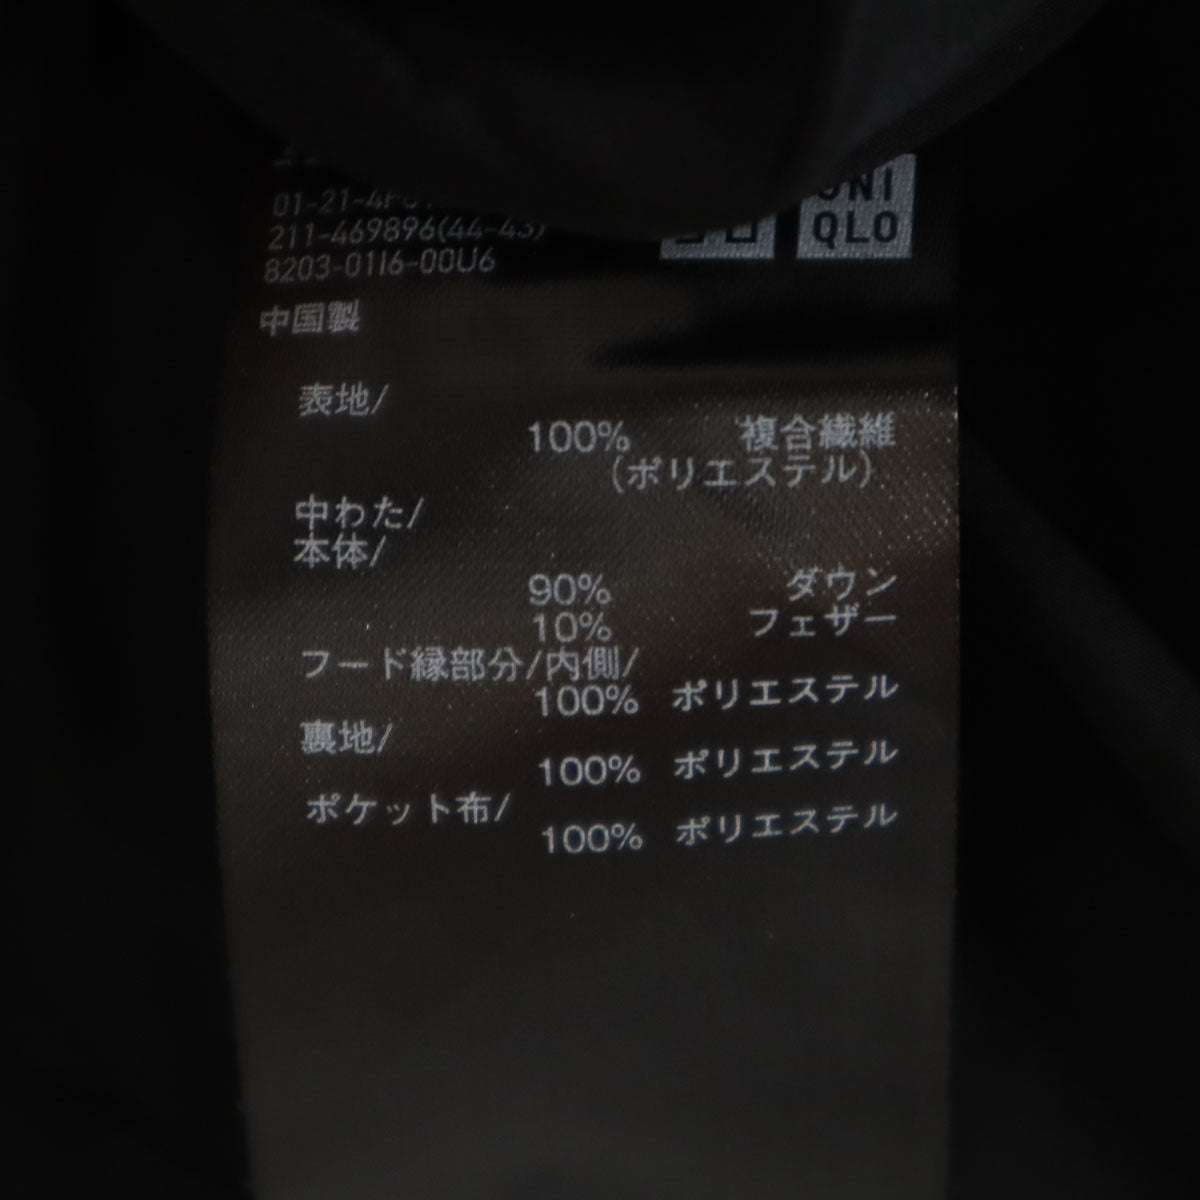 01-21-4
211-469896(44-43)
8203-01I6-00U6
UNI
QLO
中国製
表地/
100% 複合繊維
(ポリエステル)
中わた/
本体/
90% ダウン
10% フェザー
フード縁部分/内側/
100% ポリエステル
裏地/
100% ポリエステル
ポケット布/
100% ポリエステル